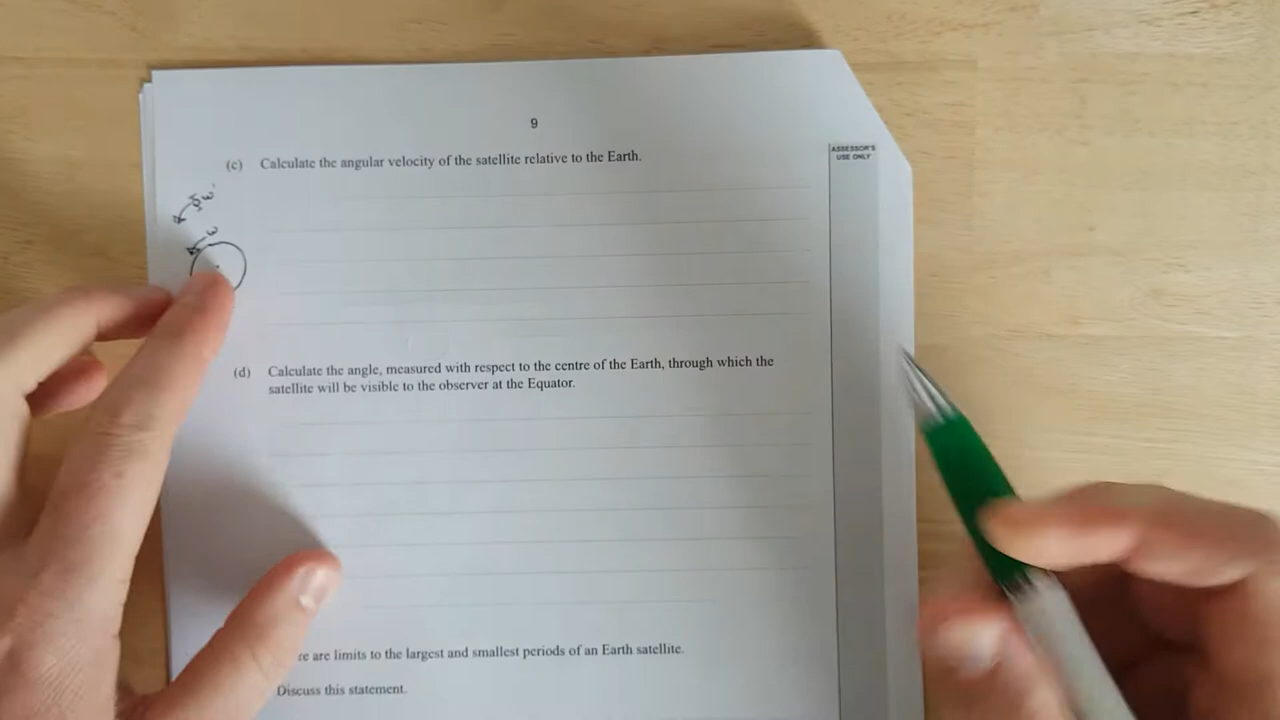 9
ASSESSOR'S
USE ONLY
(c) Calculate the angular velocity of the satellite relative to the Earth.
ω
(d) Calculate the angle, measured with respect to the centre of the Earth, through which the
satellite will be visible to the observer at the Equator.
are limits to the largest and smallest periods of an Earth satellite.
Discuss this statement.